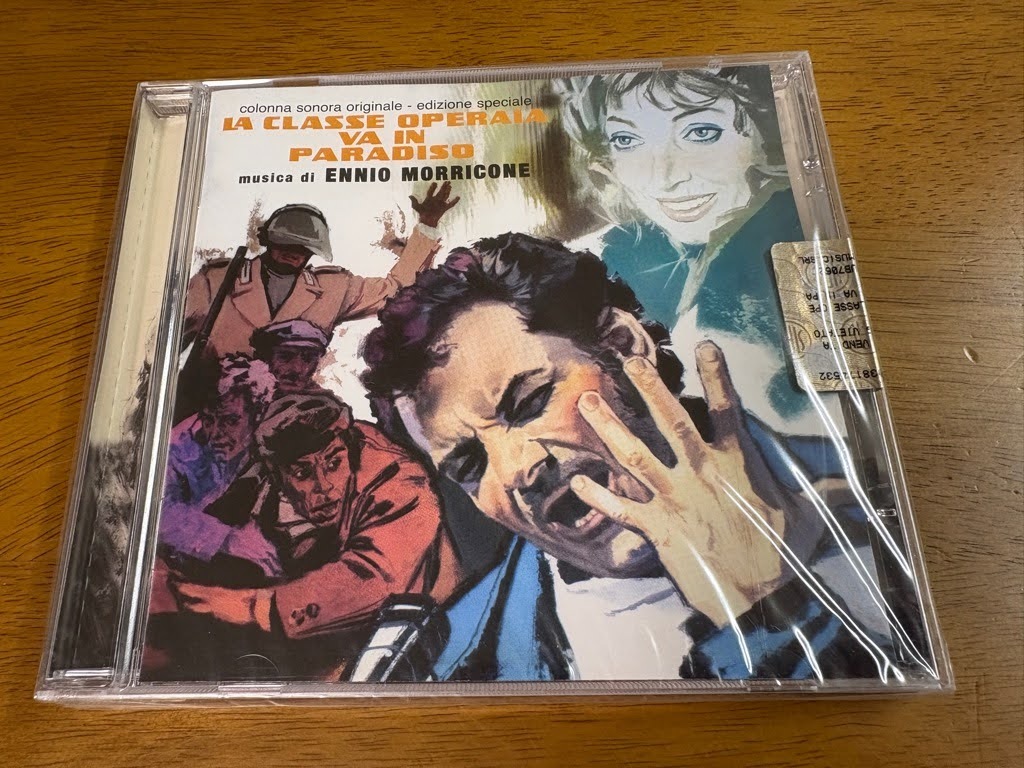 colonna sonora originale - edizione speciale
LA CLASSE OPERAIA
VA IN
PARADISO
musica di ENNIO MORRICONE